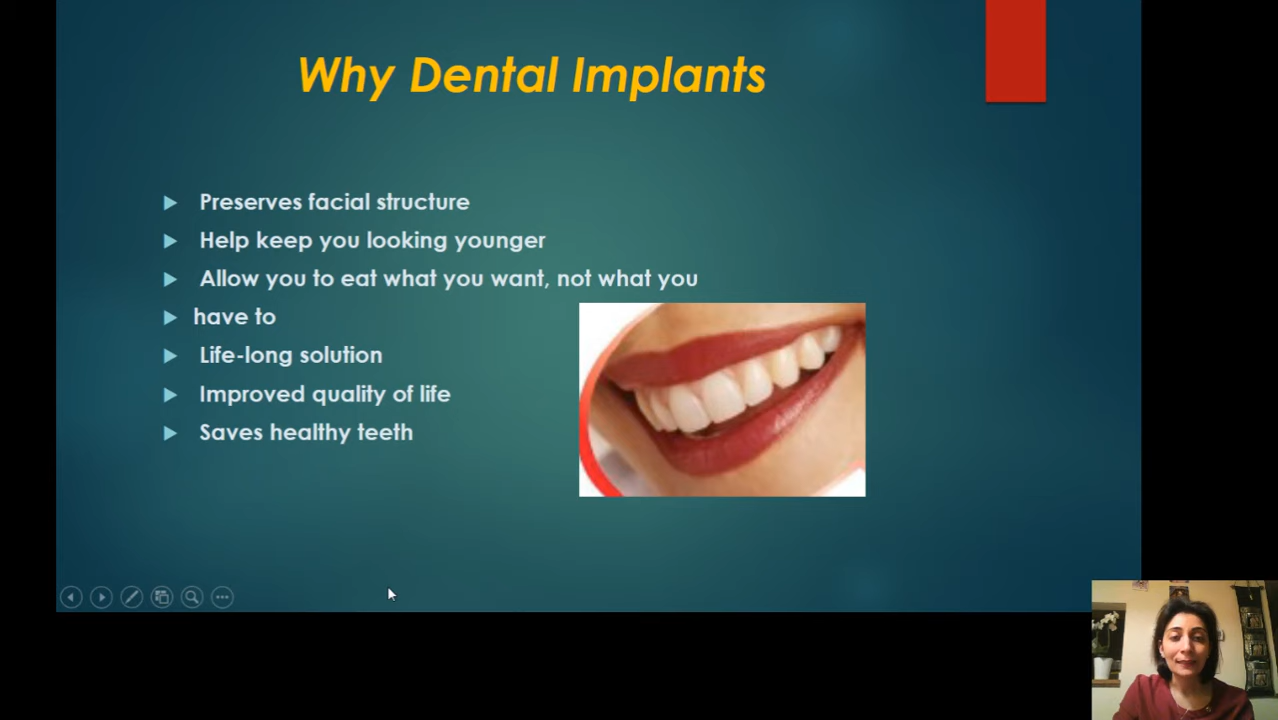 Why Dental Implants
Preserves facial structure
Help keep you looking younger
Allow you to eat what you want, not what you
have to
Life-long solution
Improved quality of life
Saves healthy teeth